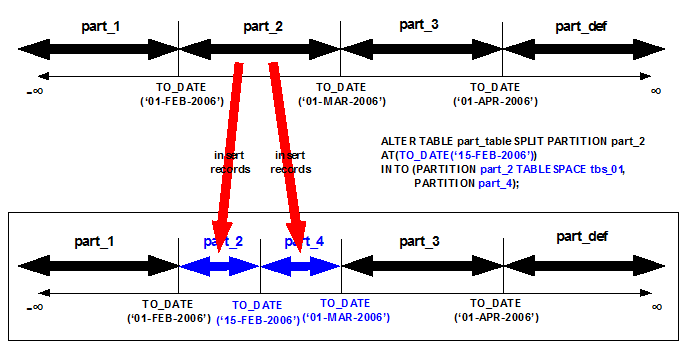 part_1 part_2 part_3 part_def
-∞ TO_DATE TO_DATE TO_DATE ∞
(‘01-FEB-2006’) (‘01-MAR-2006’) (‘01-APR-2006’)
ALTER TABLE part_table SPLIT PARTITION part_2
AT(TO_DATE(‘15-FEB-2006’))
INTO (PARTITION part_2 TABLESPACE tbs_01,
PARTITION part_4);
insert insert
records records
part_1 part_2 part_4 part_3 part_def
-∞ TO_DATE TO_DATE TO_DATE TO_DATE ∞
(‘01-FEB-2006’) (‘15-FEB-2006’) (‘01-MAR-2006’) (‘01-APR-2006’)